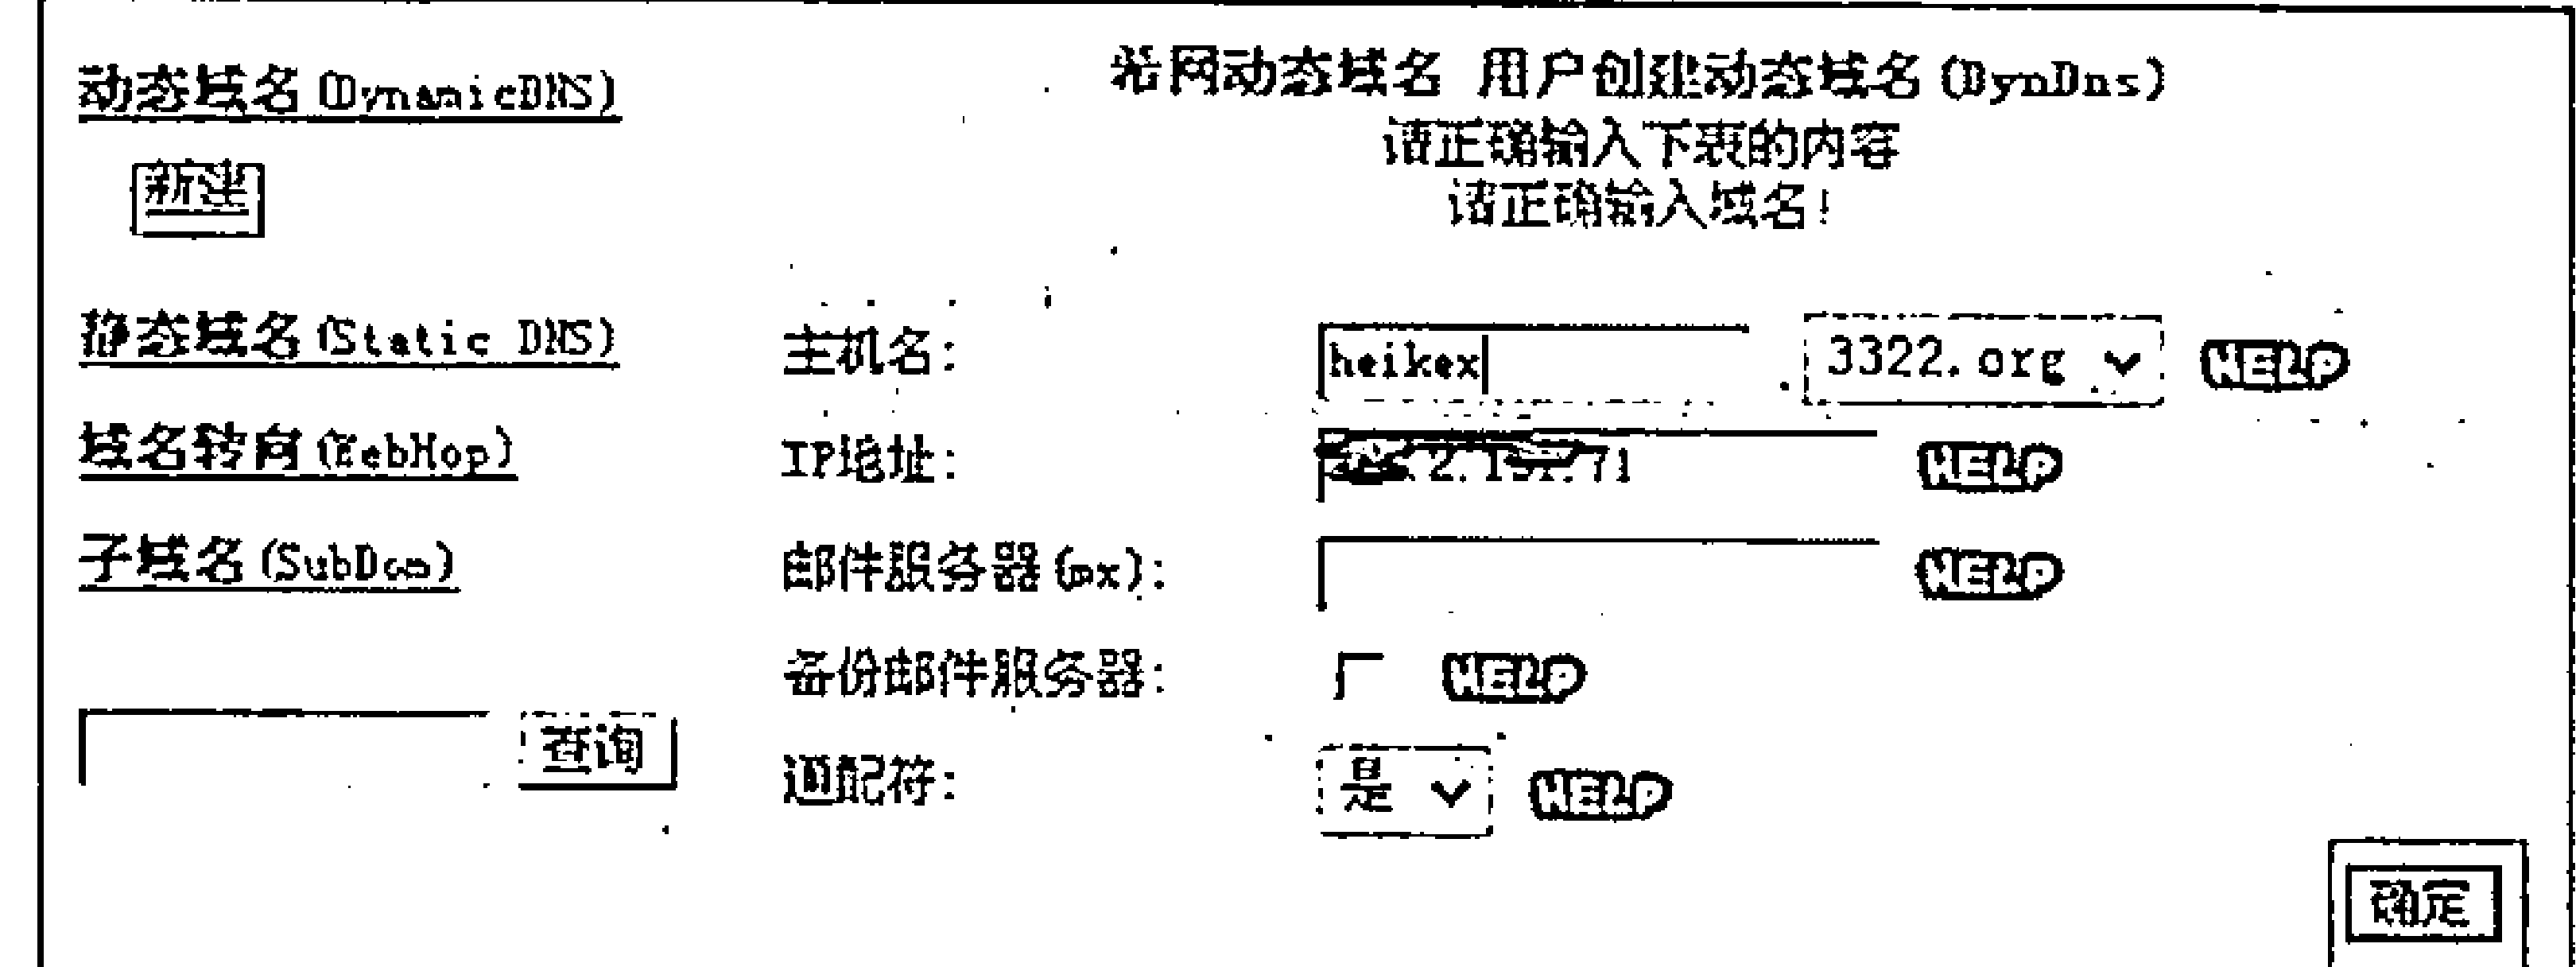 动态域名(DynamicDNS)
新建
静态域名(Static DNS)
域名转向(WebHop)
子域名(SubDom)
查询
希网动态域名 用户创建动态域名(DynDns)
请正确输入下表的内容
请正确输入域名!
主机名: heikex 3322.org HELP
IP地址: 71 HELP
邮件服务器(mx): HELP
备份邮件服务器: HELP
通配符: 是 HELP
确定